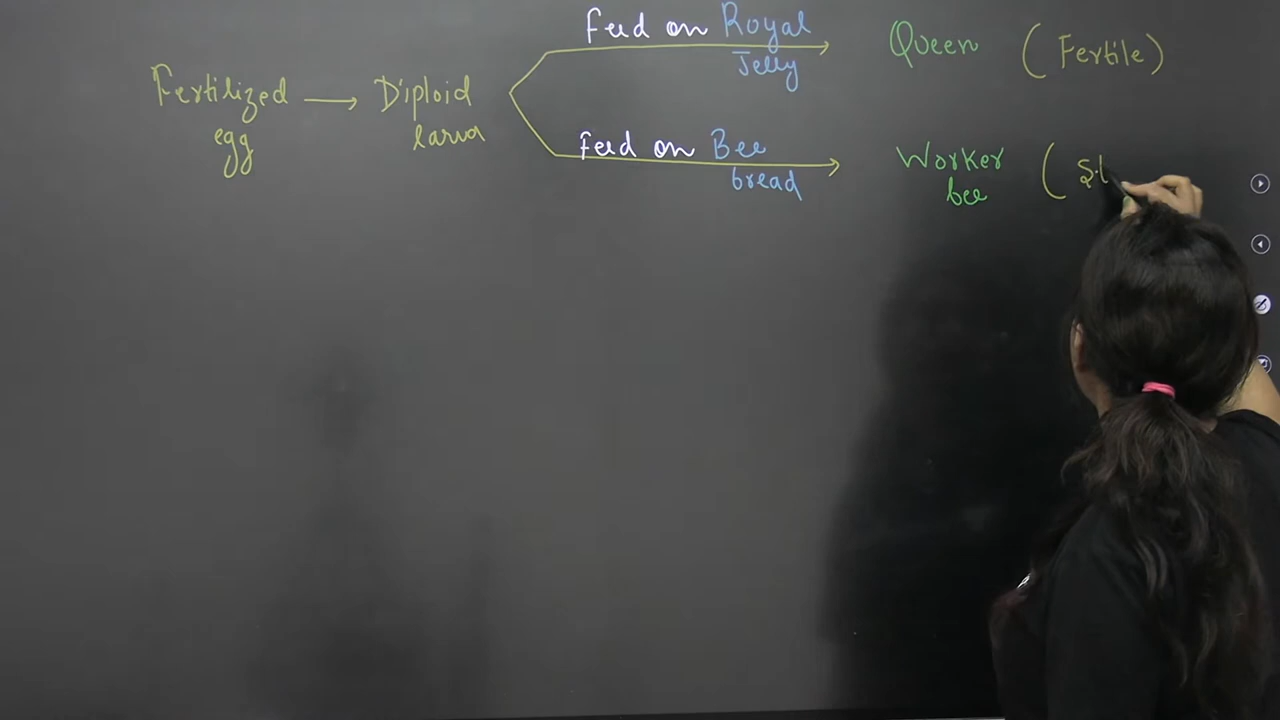 Feed on Royal
Jelly
Queen (Fertile)
Fertilized
egg
Diploid
larva
Feed on Bee
bread
Worker
bee
(